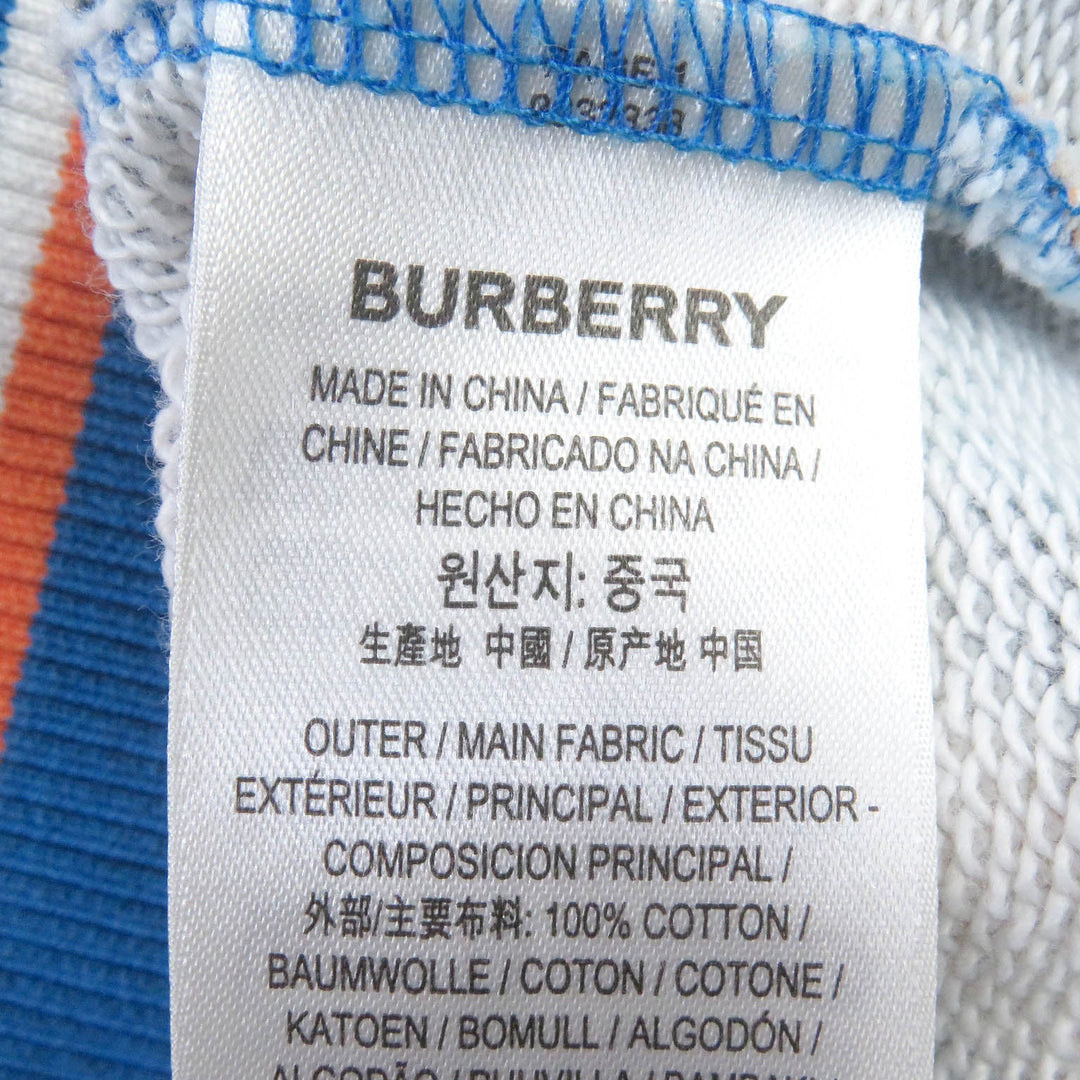 BURBERRY
MADE IN CHINA / FABRIQUÉ EN
CHINE / FABRICADO NA CHINA /
HECHO EN CHINA
원산지: 중국
生產地 中國 / 原产地 中国
OUTER / MAIN FABRIC / TISSU
EXTÉRIEUR / PRINCIPAL / EXTERIOR -
COMPOSICION PRINCIPAL /
外部/主要布料: 100% COTTON /
BAUMWOLLE / COTON / COTONE /
KATOEN / BOMULL / ALGODÓN /
ALGODÃO / PUUVILLA /